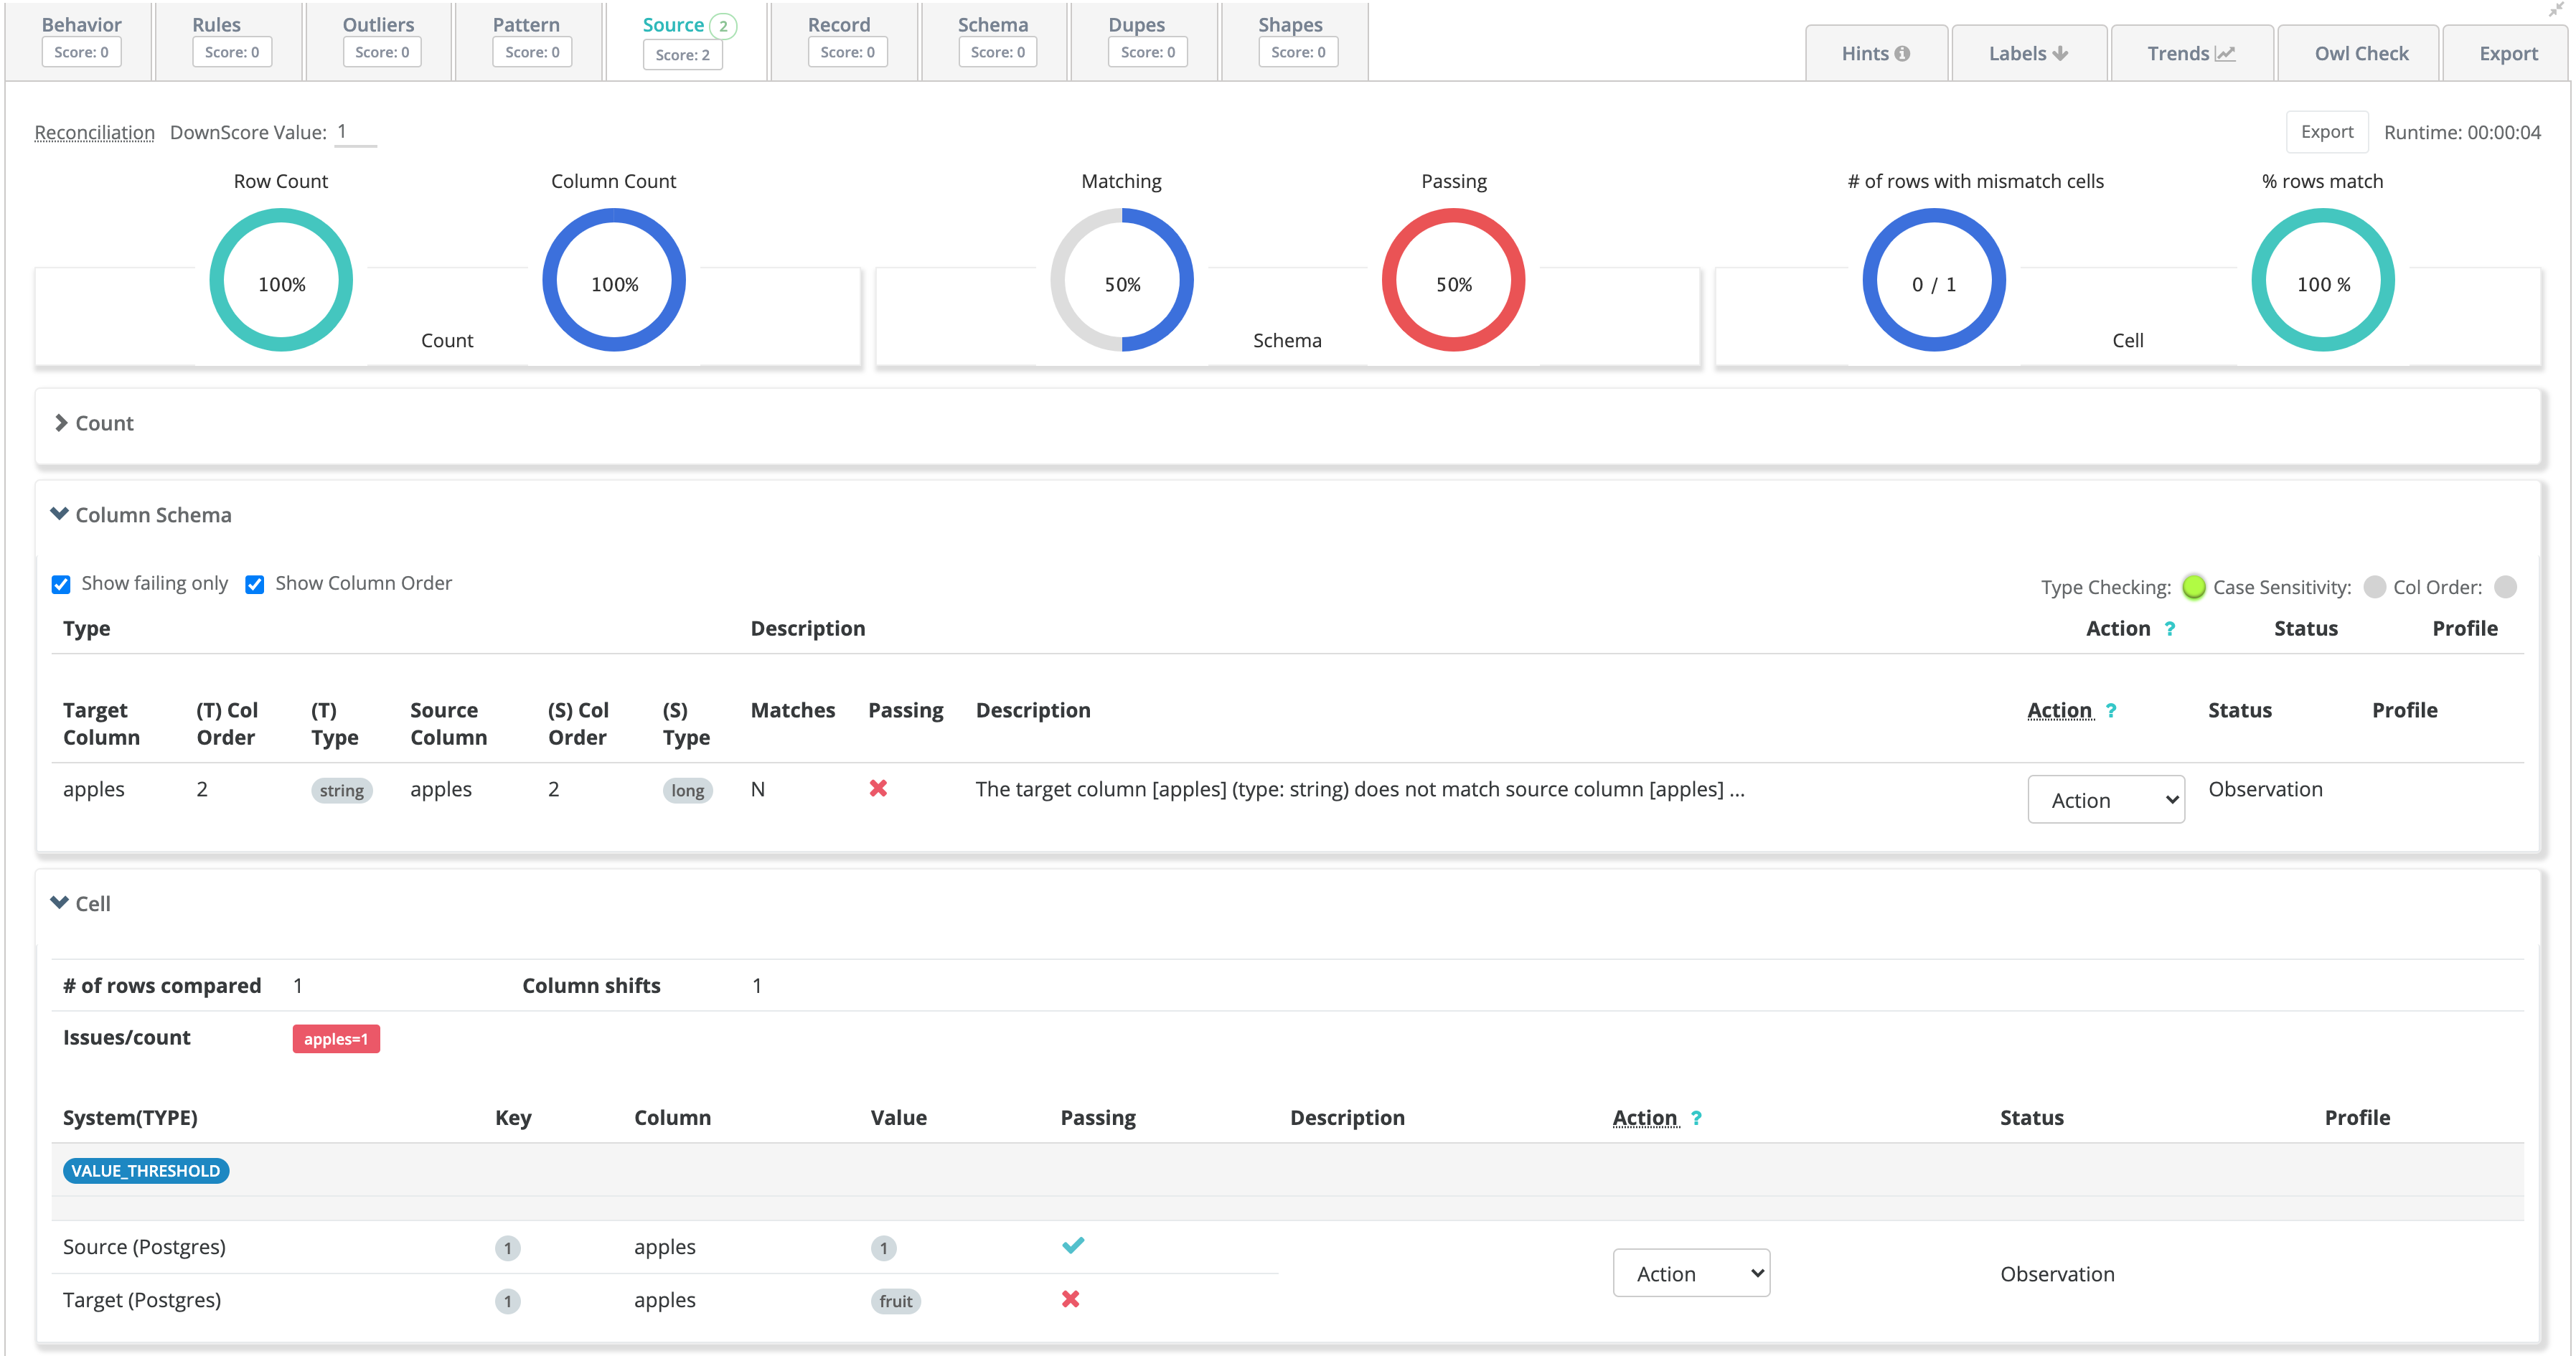 Behavior Rules Outliers Pattern Source 2 Record Schema Dupes Shapes
Score: 0 Score: 0 Score: 0 Score: 0 Score: 2 Score: 0 Score: 0 Score: 0 Score: 0
Hints Labels Trends Owl Check Export
Reconciliation DownScore Value: 1 Export Runtime: 00:00:04
Row Count Column Count Matching Passing # of rows with mismatch cells % rows match
100% 100% 50% 50% 0 / 1 100 %
Count Schema Cell
Count
Column Schema
Show failing only Show Column Order Type Checking: Case Sensitivity: Col Order:
Type Description Action ? Status Profile
Target (T) Col (T) Source (S) Col (S) Matches Passing Description Action ? Status Profile
Column Order Type Column Order Type
apples 2 string apples 2 long N The target column [apples] (type: string) does not match source column [apples] ... Action Observation
Cell
# of rows compared 1 Column shifts 1
Issues/count apples=1
System(TYPE) Key Column Value Passing Description Action ? Status Profile
VALUE_THRESHOLD
Source (Postgres) 1 apples 1
Action Observation
Target (Postgres) 1 apples fruit